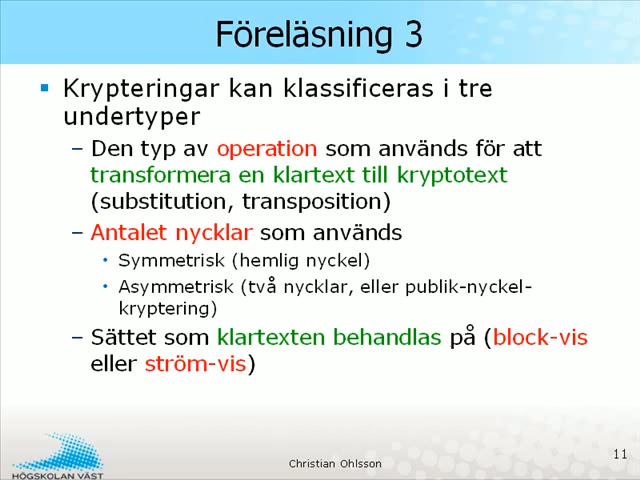 Föreläsning 3
Krypteringar kan klassificeras i tre
undertyper
– Den typ av operation som används för att
transformera en klartext till kryptotext
(substitution, transposition)
– Antalet nycklar som används
• Symmetrisk (hemlig nyckel)
• Asymmetrisk (två nycklar, eller publik-nyckel-
kryptering)
– Sättet som klartexten behandlas på (block-vis
eller ström-vis)
HÖGSKOLAN VÄST
Christian Ohlsson
11